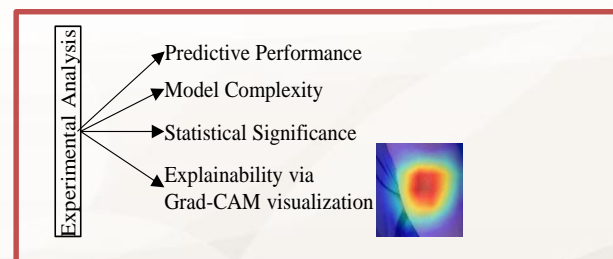 Experimental Analysis
Predictive Performance
Model Complexity
Statistical Significance
Explainability via
Grad-CAM visualization